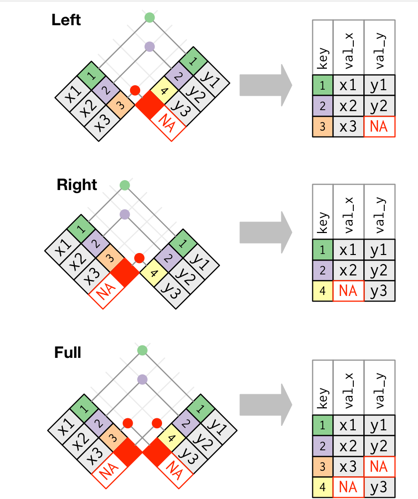 Left
1 2 3
x1 x2 x3
4 2 1
NA y3 y2 y1
key val_x val_y
1 x1 y1
2 x2 y2
3 x3 NA
Right
1 2 3
x1 x2 x3 NA
4 2 1
y3 y2 y1
key val_x val_y
1 x1 y1
2 x2 y2
4 NA y3
Full
1 2 3
x1 x2 x3 NA
4 2 1
NA y3 y2 y1
key val_x val_y
1 x1 y1
2 x2 y2
3 x3 NA
4 NA y3